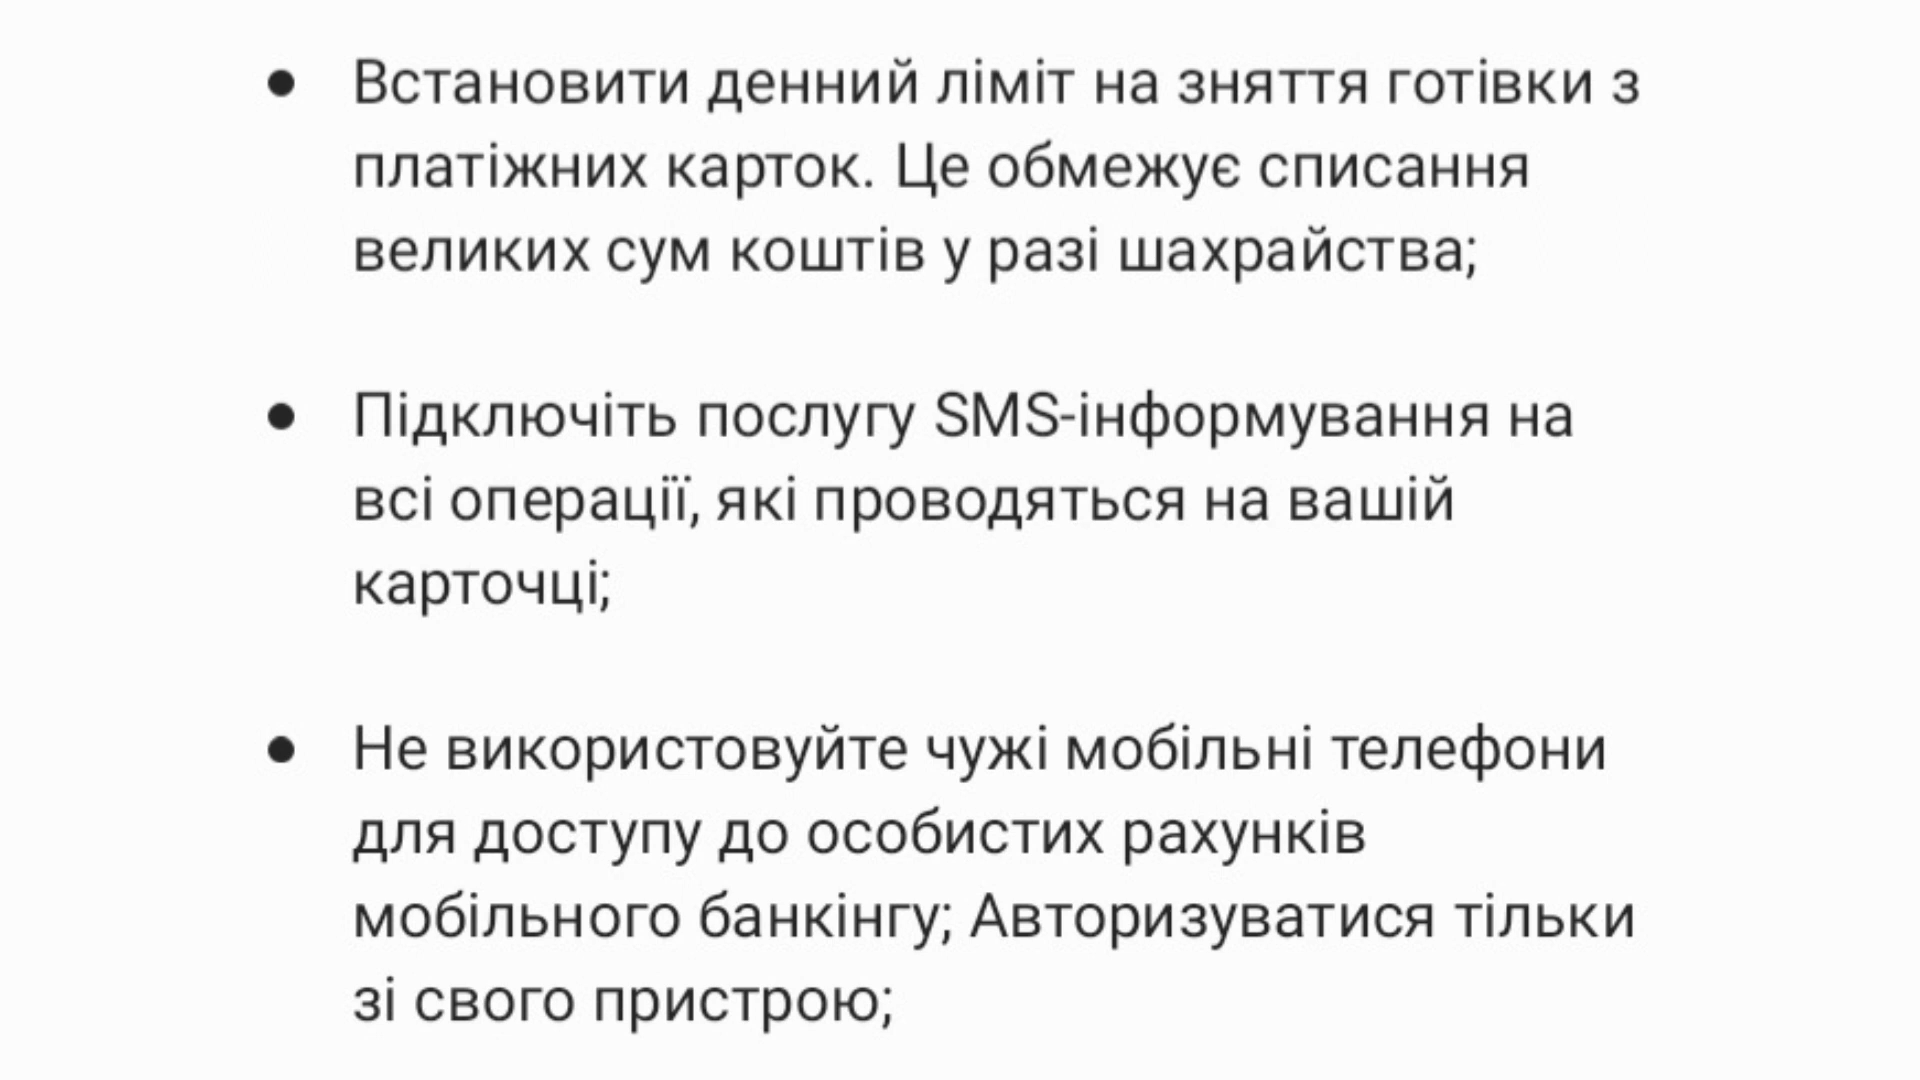 ● Встановити денний ліміт на зняття готівки з
платіжних карток. Це обмежує списання
великих сум коштів у разі шахрайства;
● Підключіть послугу SMS-інформування на
всі операції, які проводяться на вашій
карточці;
● Не використовуйте чужі мобільні телефони
для доступу до особистих рахунків
мобільного банкінгу; Авторизуватися тільки
зі свого пристрою;